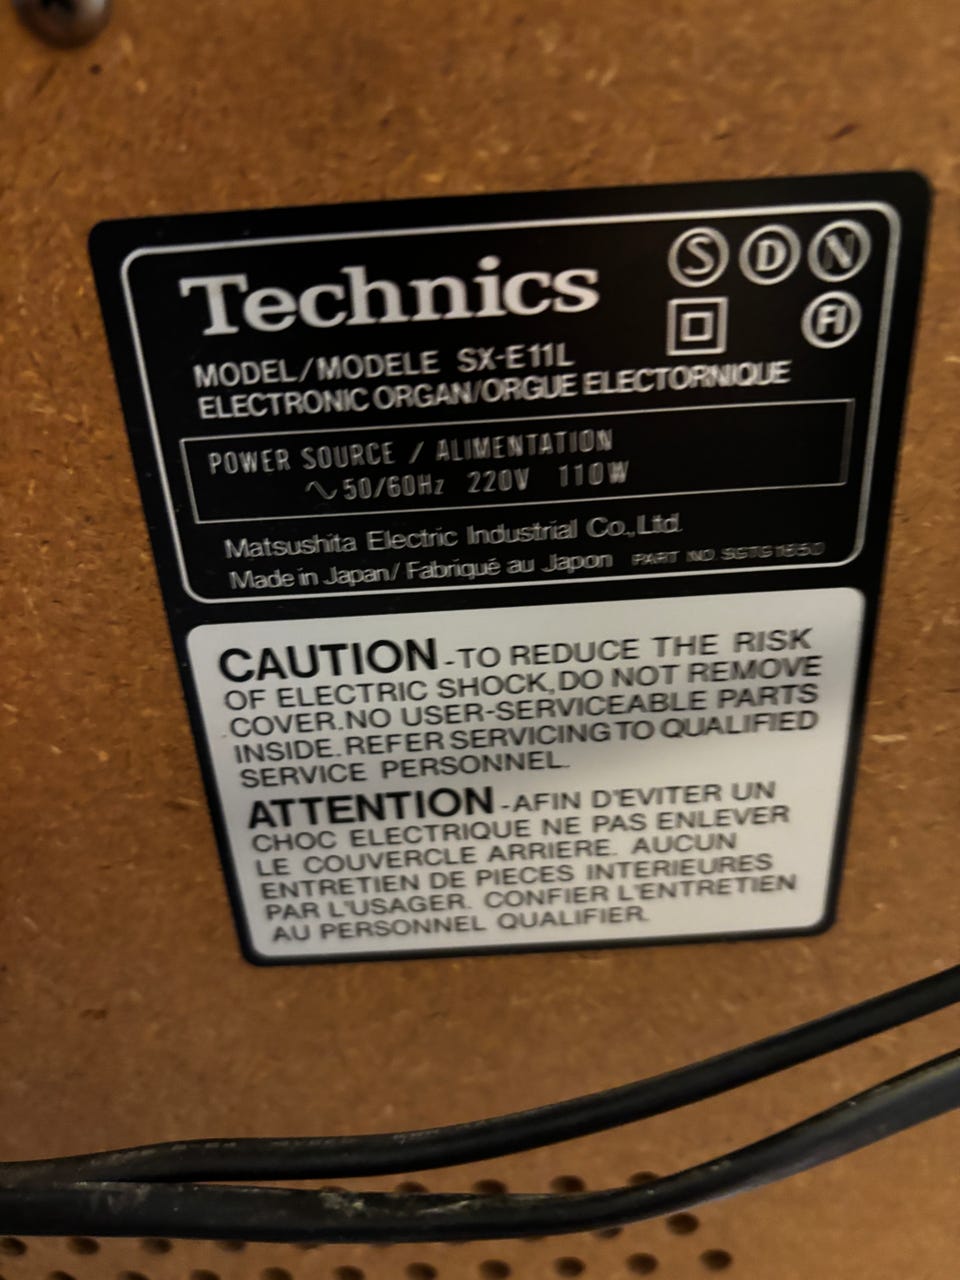 Technics
S D N
FI
MODEL/MODELE SX-E11L
ELECTRONIC ORGAN/ORGUE ELECTORNIQUE
POWER SOURCE / ALIMENTATION
∿ 50/60Hz 220V 110W
Matsushita Electric Industrial Co.,Ltd.
Made in Japan/ Fabriqué au Japon PART NO.
CAUTION-TO REDUCE THE RISK
OF ELECTRIC SHOCK,DO NOT REMOVE
COVER.NO USER-SERVICEABLE PARTS
INSIDE.REFER SERVICING TO QUALIFIED
SERVICE PERSONNEL.
ATTENTION-AFIN D'EVITER UN
CHOC ELECTRIQUE NE PAS ENLEVER
LE COUVERCLE ARRIERE. AUCUN
ENTRETIEN DE PIECES INTERIEURES
PAR L'USAGER. CONFIER L'ENTRETIEN
AU PERSONNEL QUALIFIER.